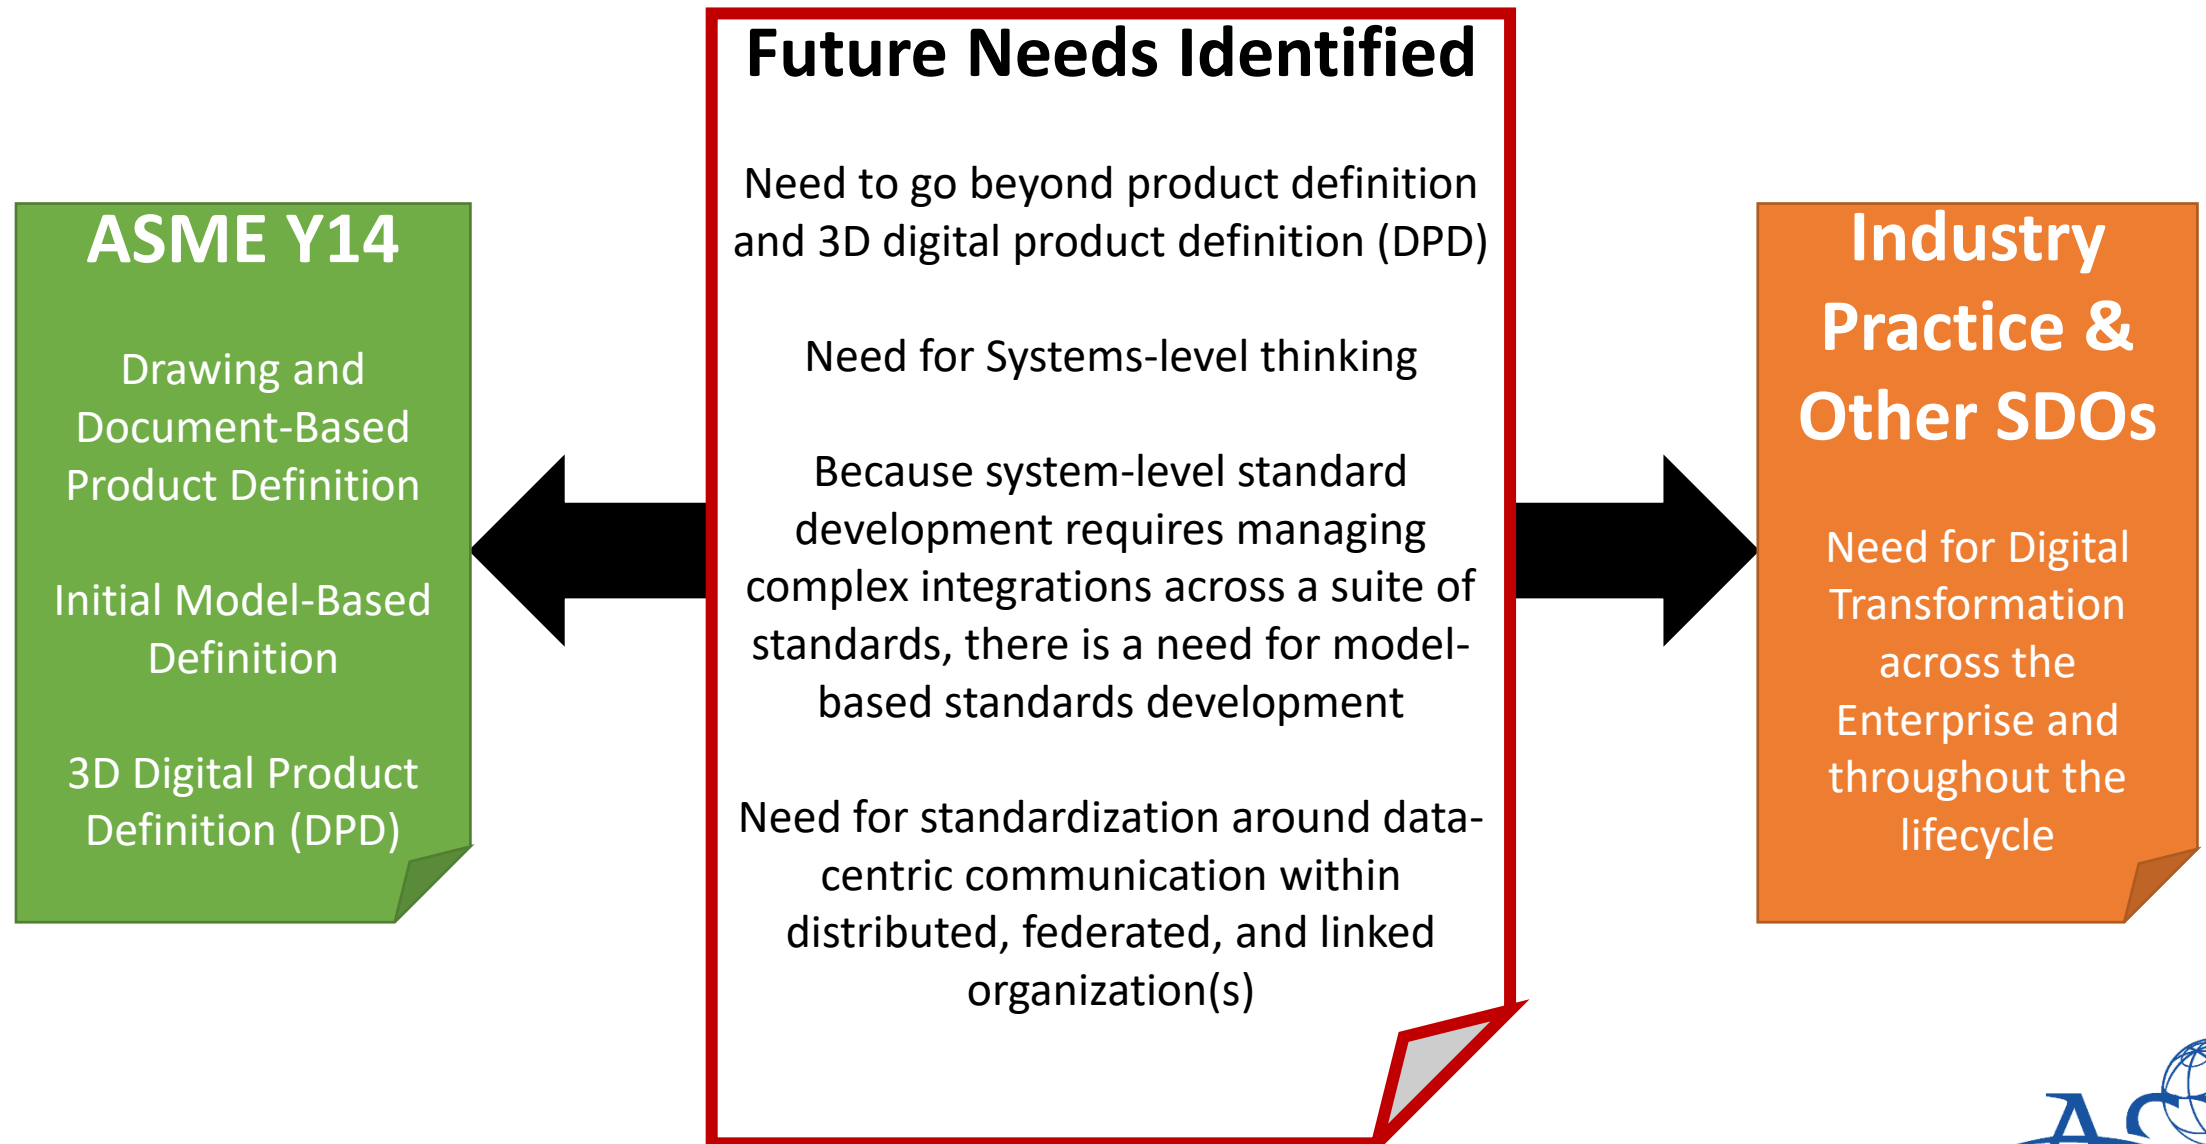 ASME Y14
Drawing and
Document-Based
Product Definition
Initial Model-Based
Definition
3D Digital Product
Definition (DPD)
Future Needs Identified
Need to go beyond product definition
and 3D digital product definition (DPD)
Need for Systems-level thinking
Because system-level standard
development requires managing
complex integrations across a suite of
standards, there is a need for model-
based standards development
Need for standardization around data-
centric communication within
distributed, federated, and linked
organization(s)
Industry
Practice &
Other SDOs
Need for Digital
Transformation
across the
Enterprise and
throughout the
lifecycle